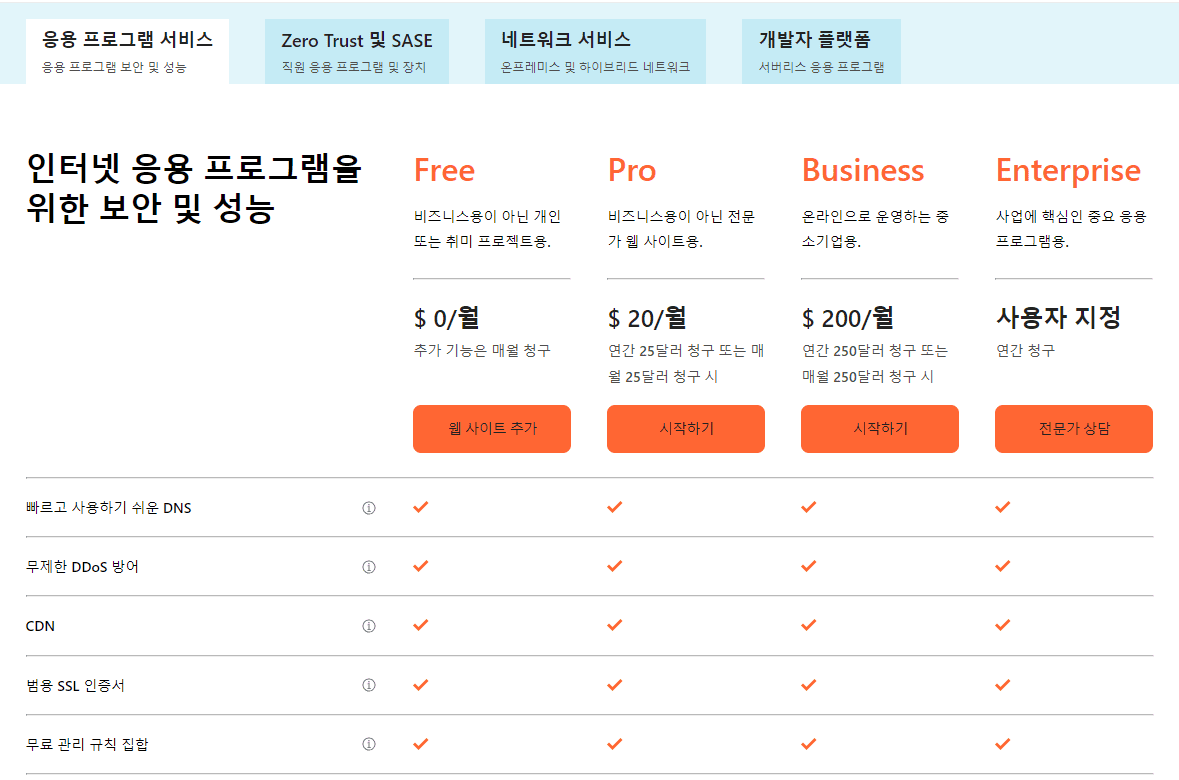 응용 프로그램 서비스
응용 프로그램 보안 및 성능
Zero Trust 및 SASE
직원 응용 프로그램 및 장치
네트워크 서비스
온프레미스 및 하이브리드 네트워크
개발자 플랫폼
서버리스 응용 프로그램
인터넷 응용 프로그램을
위한 보안 및 성능
Free
비즈니스용이 아닌 개인
또는 취미 프로젝트용.
$ 0/월
추가 기능은 매월 청구
웹 사이트 추가
Pro
비즈니스용이 아닌 전문
가 웹 사이트용.
$ 20/월
연간 25달러 청구 또는 매
월 25달러 청구 시
시작하기
Business
온라인으로 운영하는 중
소기업용.
$ 200/월
연간 250달러 청구 또는
매월 250달러 청구 시
시작하기
Enterprise
사업에 핵심인 중요 응용
프로그램용.
사용자 지정
연간 청구
전문가 상담
빠르고 사용하기 쉬운 DNS
무제한 DDoS 방어
CDN
범용 SSL 인증서
무료 관리 규칙 집합